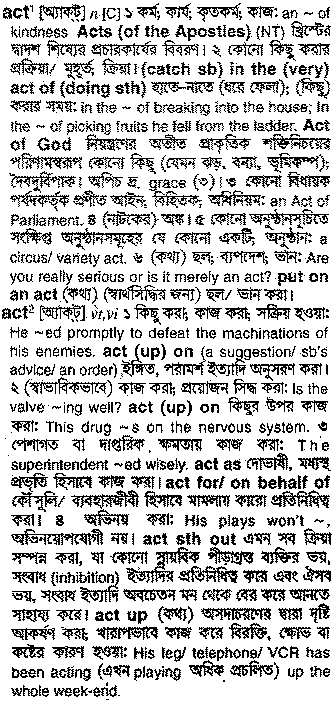 act¹ [অ্যাকট্] n [C] ১ কর্ম; কার্য; কৃতকর্ম; কাজ: an ~ of
kindness. Acts (of the Apostles) (NT) খ্রিস্টের
দ্বাদশ শিষ্যের প্রচারকার্যের বিবরণ। ২ কোনো কিছু করার
প্রক্রিয়া/ মুহূর্ত; ক্রিয়া। (catch sb) in the (very)
act of (doing sth) হাতে-নাতে (ধরে ফেলা); (কিছু)
করার সময়: in the ~ of breaking into the house; In
the ~ of picking fruits he fell from the ladder. Act
of God নিয়ন্ত্রণের অতীত প্রাকৃতিক শক্তিনিচয়ের
পরিণামস্বরূপ কোনো কিছু (যেমন ঝড়, বন্যা, ভূমিকম্প);
দৈবদুর্বিপাক। অপিচ দ্র. grace (৩)। ৩ কোনো বিধায়ক
পর্ষদকর্তৃক প্রণীত আইন; বিহিতক; অধিনিয়ম: an Act of
Parliament. ৪ (নাটকের) অঙ্ক। ৫ কোনো অনুষ্ঠানসূচিতে
সংক্ষিপ্ত অনুষ্ঠানসমূহের যে কোনো একটি; অনুষ্ঠান: a
circus/ variety act. ৬ (কথ্য) ছল; ব্যপদেশ; ভান: Are
you really serious or is it merely an act? put on
an act (কথ্য) (স্বার্থসিদ্ধির জন্য) ছল/ ভান করা।
act² [অ্যাকট্] vi,vt ১ কিছু করা; কাজ করা; সক্রিয় হওয়া:
He ~ed promptly to defeat the machinations of
his enemies. act (up) on (a suggestion/ sb's
advice/ an order) ইঙ্গিত, পরামর্শ ইত্যাদি অনুসরণ করা।
২ (স্বাভাবিকভাবে) কাজ করা; প্রয়োজন সিদ্ধ করা: Is the
valve ~ing well? act (up) on কিছুর উপর কাজ
করা: This drug ~s on the nervous system. ৩
পেশাগত বা দাপ্তরিক ক্ষমতায় কাজ করা: The
superintendent ~ed wisely. act as দোভাষী, মধ্যস্থ
প্রভৃতি হিসাবে কাজ করা। act for/ on behalf of
কৌঁসুলি/ ব্যবহারজীবী হিসাবে মামলায় কারো প্রতিনিধিত্ব
করা। ৪ অভিনয় করা: His plays won't ~,
অভিনয়োপযোগী নয়। act sth out এমন সব ক্রিয়া
সম্পন্ন করা, যা কোনো স্নায়বিক পীড়াগ্রস্ত ব্যক্তির ভয়,
সংবাধ (inhibition) ইত্যাদির প্রতিনিধিত্ব করে এবং ঐসব
ভয়, সংবাধ ইত্যাদি অবচেতন মন থেকে বের করে আনতে
সাহায্য করে। act up (কথ্য) অসদাচরণের দ্বারা দৃষ্টি
আকর্ষণ করা; খারাপভাবে কাজ করে বিরক্তি, ক্ষোভ বা
কষ্টের কারণ হওয়া: His leg/ telephone/ VCR has
been acting (এখন playing অধিক প্রচলিত) up the
whole week-end.